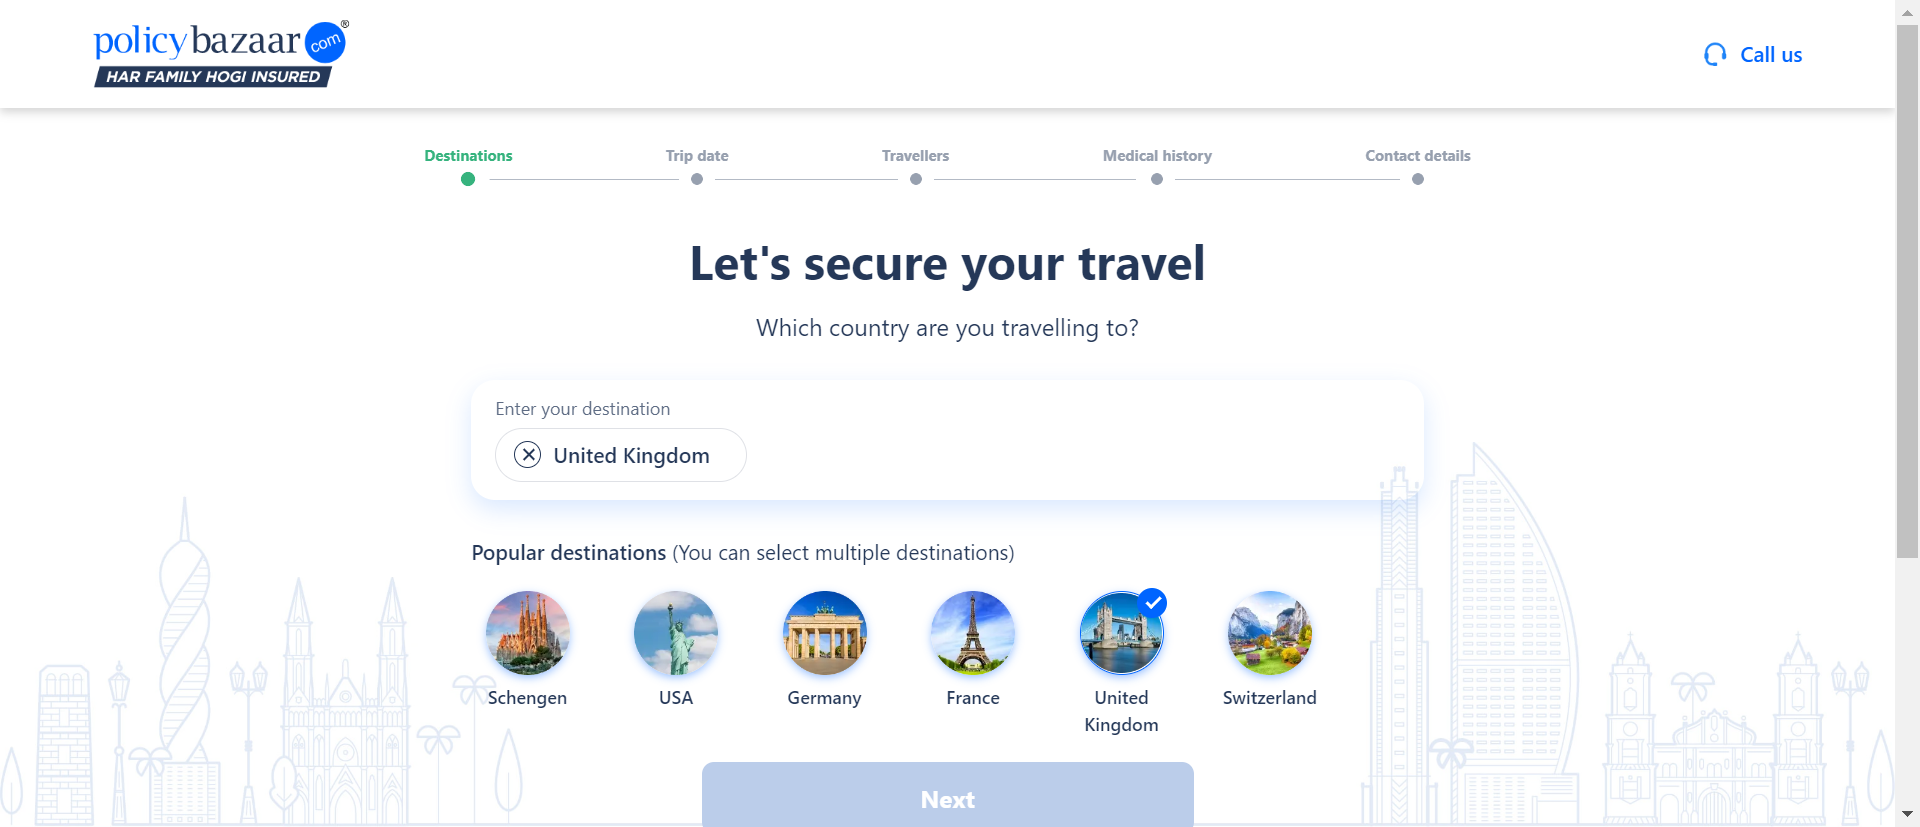 policybazaar com ®
HAR FAMILY HOGI INSURED
Call us
Destinations
Trip date
Travellers
Medical history
Contact details
Let's secure your travel
Which country are you travelling to?
Enter your destination
United Kingdom
Popular destinations (You can select multiple destinations)
Schengen
USA
Germany
France
United
Kingdom
Switzerland
Next